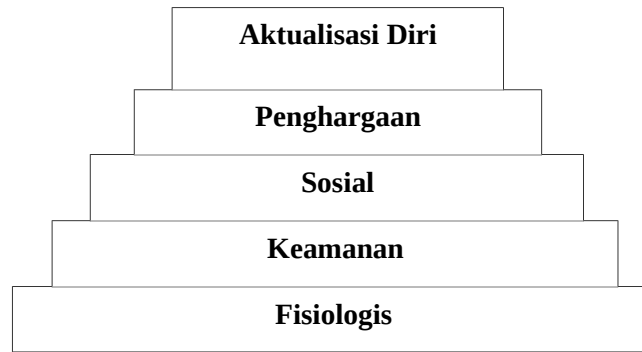 Aktualisasi Diri
Penghargaan
Sosial
Keamanan
Fisiologis